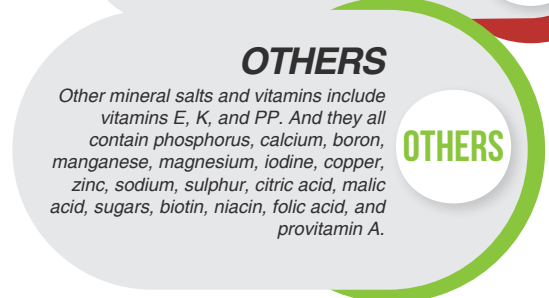 OTHERS
Other mineral salts and vitamins include
vitamins E, K, and PP. And they all
contain phosphorus, calcium, boron,
manganese, magnesium, iodine, copper,
zinc, sodium, sulphur, citric acid, malic
acid, sugars, biotin, niacin, folic acid, and
provitamin A.
OTHERS